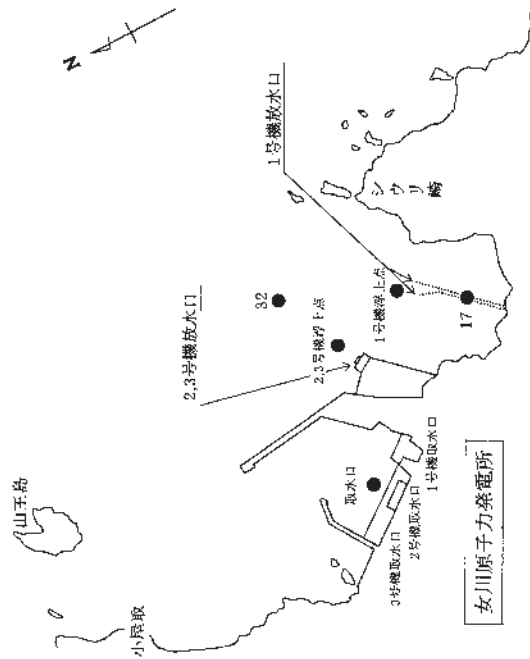 N
1号機放水口
2,3号機放水口
32
2,3号機浮上点
1号機浮上点
17
シウリ崎
山王島
小屋取
取水口
1号機取水口
2号機取水口
3号機取水口
女川原子力発電所